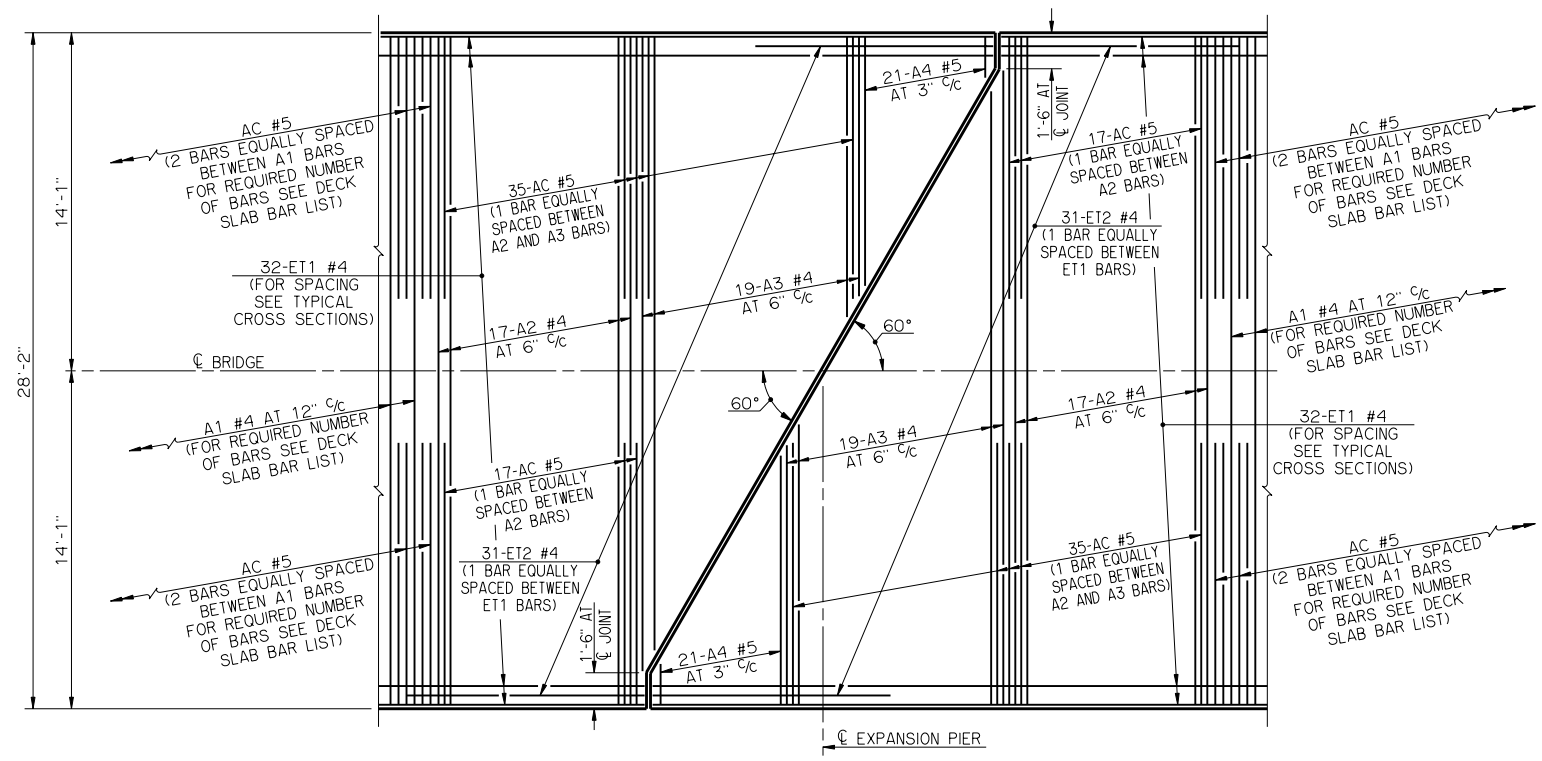 21-A4 #5
AT 3" C/C
1'-6" AT
℄ JOINT
AC #5
(2 BARS EQUALLY SPACED
BETWEEN A1 BARS
FOR REQUIRED NUMBER
OF BARS SEE DECK
SLAB BAR LIST)
35-AC #5
(1 BAR EQUALLY
SPACED BETWEEN
A2 AND A3 BARS)
17-AC #5
(1 BAR EQUALLY
SPACED BETWEEN
A2 BARS)
AC #5
(2 BARS EQUALLY SPACED
BETWEEN A1 BARS
FOR REQUIRED NUMBER
OF BARS SEE DECK
SLAB BAR LIST)
14'-1"
32-ET1 #4
(FOR SPACING
SEE TYPICAL
CROSS SECTIONS)
31-ET2 #4
(1 BAR EQUALLY
SPACED BETWEEN
ET1 BARS)
19-A3 #4
AT 6" C/C
17-A2 #4
AT 6" C/C
60°
A1 #4 AT 12" C/C
(FOR REQUIRED NUMBER
OF BARS SEE DECK
SLAB BAR LIST)
28'-2"
℄ BRIDGE
60°
A1 #4 AT 12" C/C
(FOR REQUIRED NUMBER
OF BARS SEE DECK
SLAB BAR LIST)
17-A2 #4
AT 6" C/C
19-A3 #4
AT 6" C/C
32-ET1 #4
(FOR SPACING
SEE TYPICAL
CROSS SECTIONS)
17-AC #5
(1 BAR EQUALLY
SPACED BETWEEN
A2 BARS)
14'-1"
AC #5
(2 BARS EQUALLY SPACED
BETWEEN A1 BARS
FOR REQUIRED NUMBER
OF BARS SEE DECK
SLAB BAR LIST)
31-ET2 #4
(1 BAR EQUALLY
SPACED BETWEEN
ET1 BARS)
35-AC #5
(1 BAR EQUALLY
SPACED BETWEEN
A2 AND A3 BARS)
AC #5
(2 BARS EQUALLY SPACED
BETWEEN A1 BARS
FOR REQUIRED NUMBER
OF BARS SEE DECK
SLAB BAR LIST)
1'-6" AT
℄ JOINT
21-A4 #5
AT 3" C/C
℄ EXPANSION PIER